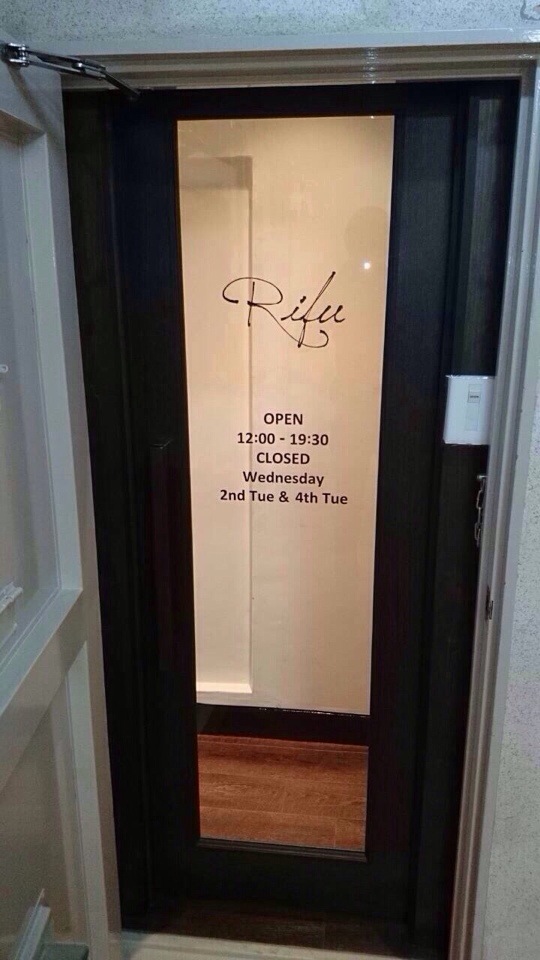 Rifu
OPEN
12:00 - 19:30
CLOSED
Wednesday
2nd Tue & 4th Tue